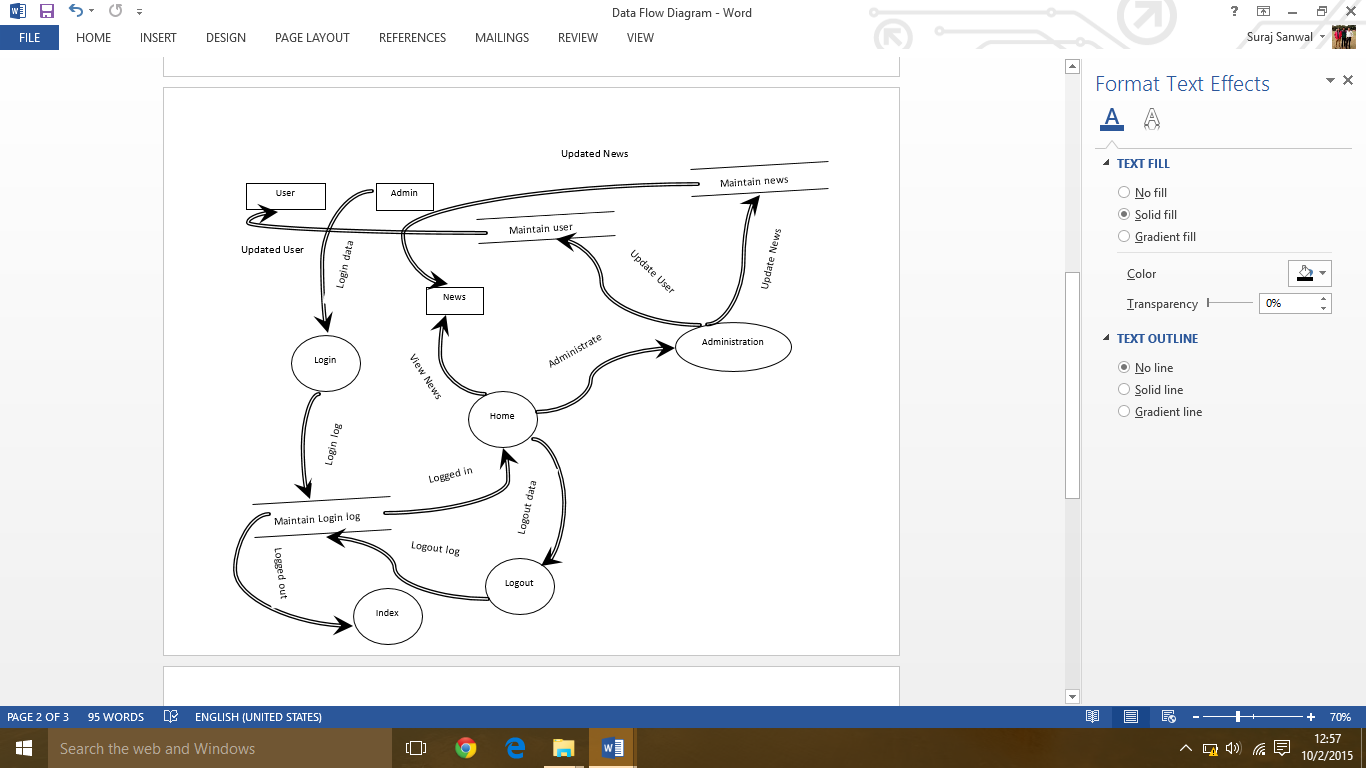 Data Flow Diagram - Word
?
FILE
HOME
INSERT
DESIGN
PAGE LAYOUT
REFERENCES
MAILINGS
REVIEW
VIEW
Suraj Sanwal
Updated News
User
Admin
Maintain news
Maintain user
Updated User
Login data
Update User
Update News
News
Login
View News
Administrate
Administration
Home
Login log
Logged in
Logout data
Maintain Login log
Logout log
Logged out
Logout
Index
Format Text Effects
A A
TEXT FILL
No fill
Solid fill
Gradient fill
Color
Transparency
0%
TEXT OUTLINE
No line
Solid line
Gradient line
PAGE 2 OF 3
95 WORDS
ENGLISH (UNITED STATES)
70%
Search the web and Windows
12:57
10/2/2015